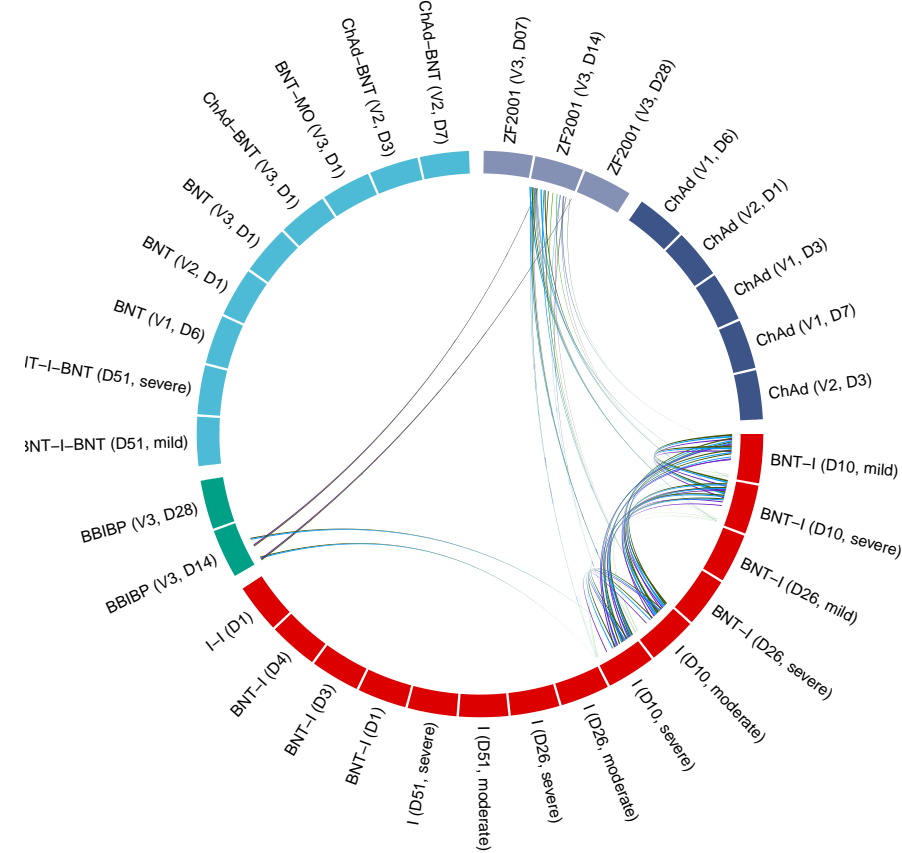 ZF2001 (V3, D07)
ZF2001 (V3, D14)
ZF2001 (V3, D28)
ChAd (V1, D6)
ChAd (V2, D1)
ChAd (V1, D3)
ChAd (V1, D7)
ChAd (V2, D3)
BNT–I (D10, mild)
BNT–I (D10, severe)
BNT–I (D26, mild)
BNT–I (D26, severe)
I (D10, moderate)
I (D10, severe)
I (D26, moderate)
I (D26, severe)
I (D51, moderate)
I (D51, severe)
BNT–I (D1)
BNT–I (D3)
BNT–I (D4)
I–I (D1)
BBIBP (V3, D14)
BBIBP (V3, D28)
NT–I–BNT (D51, mild)
IT–I–BNT (D51, severe)
BNT (V1, D6)
BNT (V2, D1)
BNT (V3, D1)
ChAd–BNT (V3, D1)
BNT–MO (V3, D1)
ChAd–BNT (V2, D3)
ChAd–BNT (V2, D7)